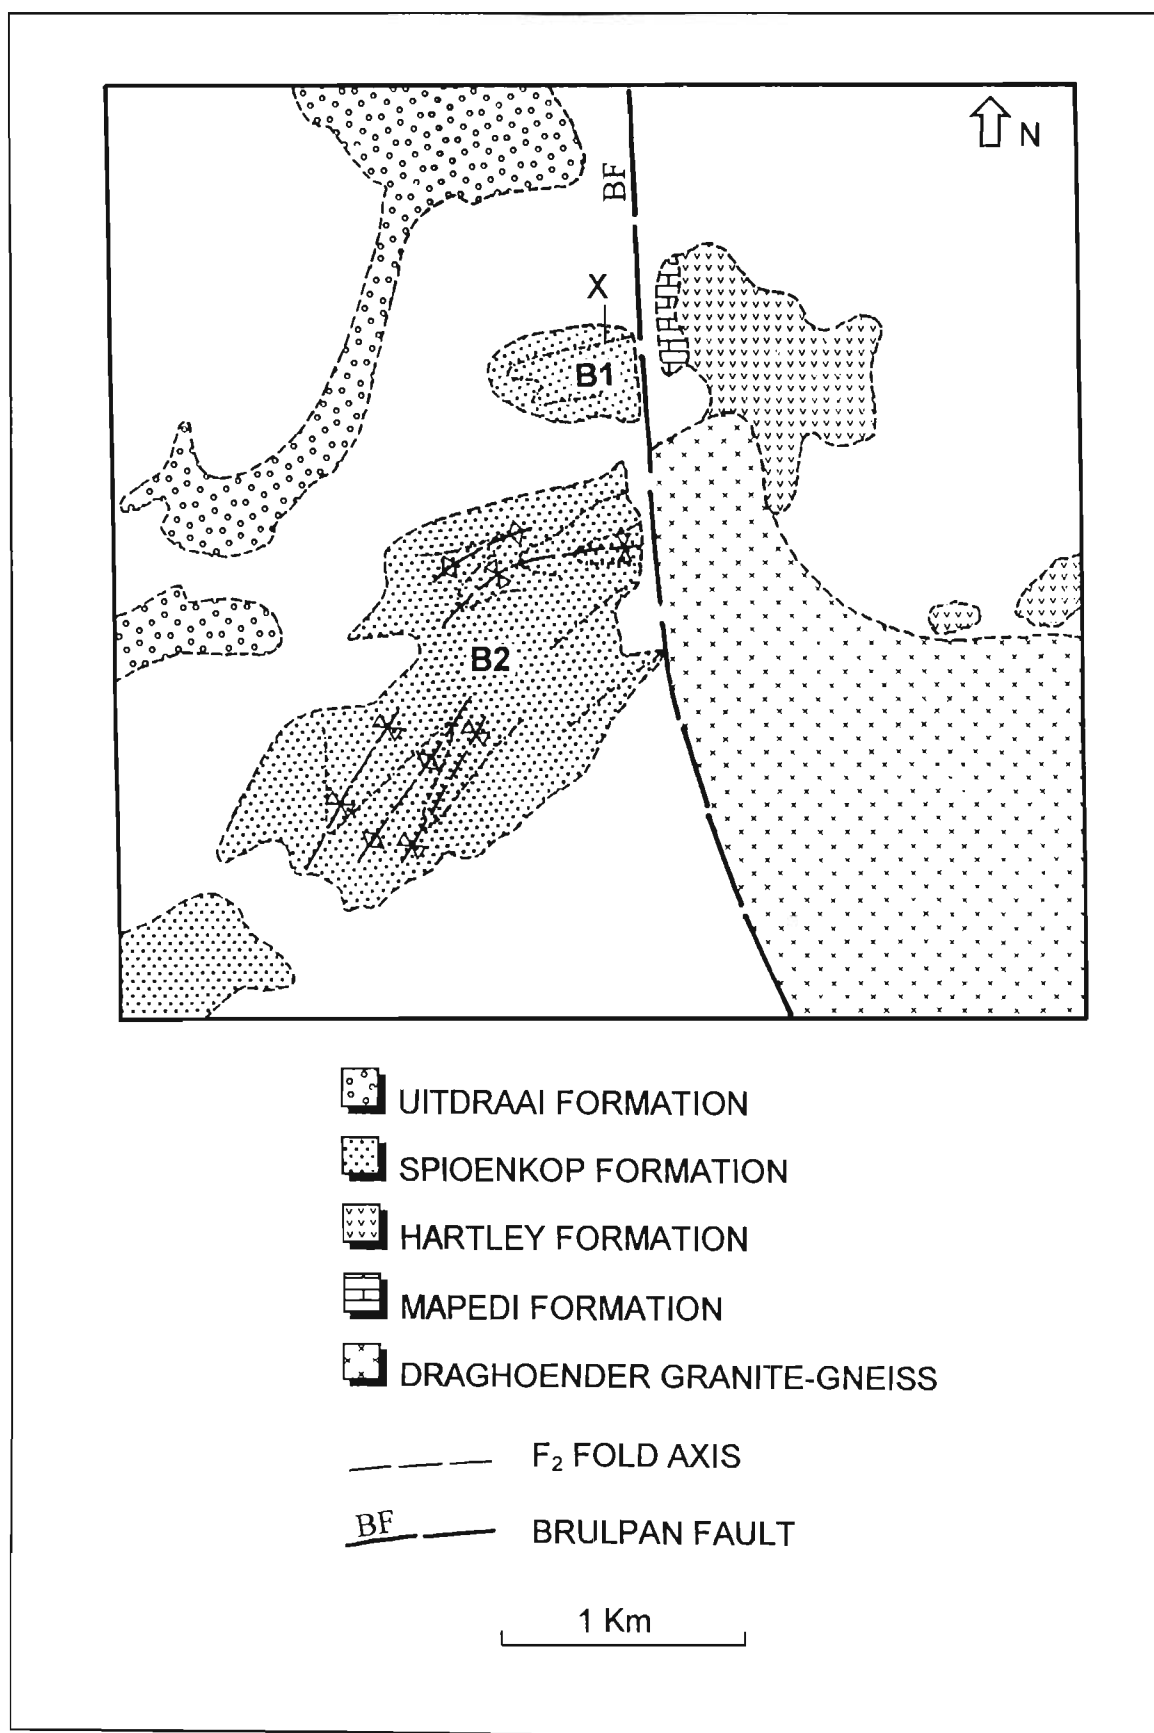 N
BF
X
B1
B2
UITDRAAI FORMATION
SPIOENKOP FORMATION
HARTLEY FORMATION
MAPEDI FORMATION
DRAGHOENDER GRANITE-GNEISS
F₂ FOLD AXIS
BF BRULPAN FAULT
1 Km